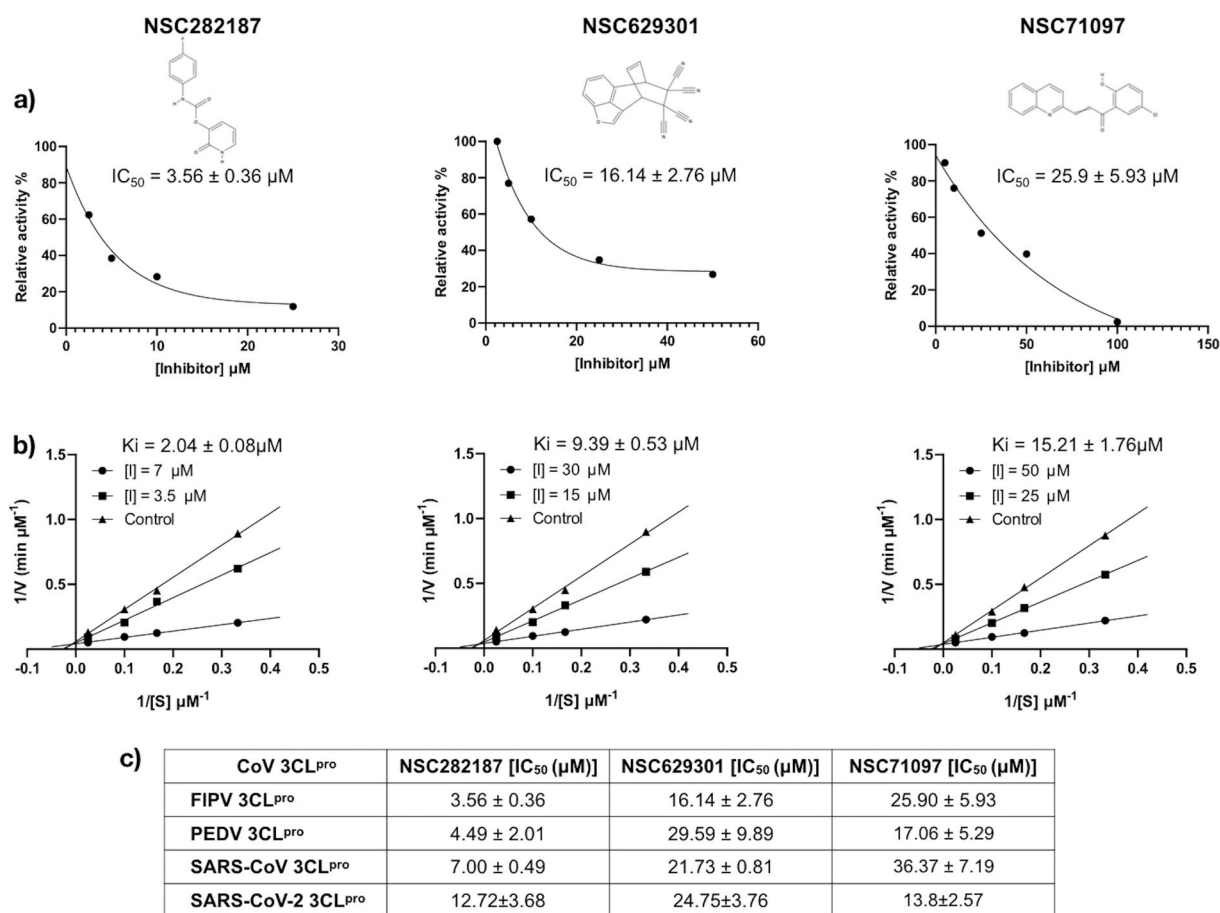 NSC282187
NSC629301
NSC71097
a)
F
N
H
O
O
O
N
H
N
N
N
N
O
N
H
O
O
Cl
Relative activity %
100
80
60
40
20
0
IC50 = 3.56 ± 0.36 µM
0 10 20 30
[Inhibitor] µM
Relative activity %
100
80
60
40
20
0
IC50 = 16.14 ± 2.76 µM
20 40 60
[Inhibitor] µM
Relative activity %
100
80
60
40
20
0
IC50 = 25.9 ± 5.93 µM
0 50 100 150
[Inhibitor] µM
b)
Ki = 2.04 ± 0.08µM
[I] = 7 µM
[I] = 3.5 µM
Control
1/V (min µM-1)
1.5
1.0
0.5
-0.1 0.0 0.1 0.2 0.3 0.4 0.5
1/[S] µM-1
Ki = 9.39 ± 0.53 µM
[I] = 30 µM
[I] = 15 µM
Control
1/V (min µM-1)
1.5
1.0
0.5
-0.1 0.0 0.1 0.2 0.3 0.4 0.5
1/[S] µM-1
Ki = 15.21 ± 1.76µM
[I] = 50 µM
[I] = 25 µM
Control
1/V (min µM-1)
1.5
1.0
0.5
-0.1 0.0 0.1 0.2 0.3 0.4 0.5
1/[S] µM-1
c)
CoV 3CLpro NSC282187 [IC50 (µM)] NSC629301 [IC50 (µM)] NSC71097 [IC50 (µM)]
FIPV 3CLpro 3.56 ± 0.36 16.14 ± 2.76 25.90 ± 5.93
PEDV 3CLpro 4.49 ± 2.01 29.59 ± 9.89 17.06 ± 5.29
SARS-CoV 3CLpro 7.00 ± 0.49 21.73 ± 0.81 36.37 ± 7.19
SARS-CoV-2 3CLpro 12.72±3.68 24.75±3.76 13.8±2.57